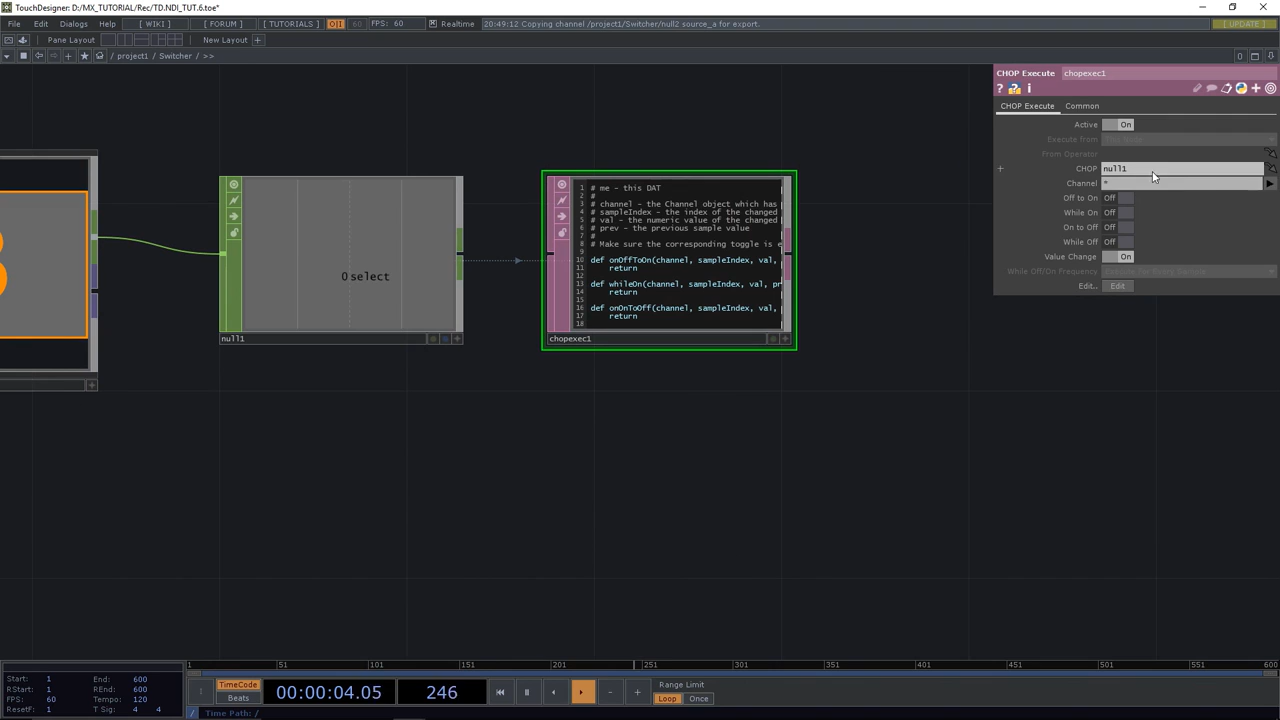 TouchDesigner: D:/MX_TUTORIAL/Rec/TD.NDI_TUT.6.toe*
File Edit Dialogs Help [ WIKI ] [ FORUM ] [ TUTORIALS ] O|I FPS: 60 Realtime 20:49:12 Copying channel /project1/Switcher/null2 source_a for export. [ UPDATE ]
Pane Layout New Layout +
/ project1 / Switcher / >> 0
CHOP Execute chopexec1
CHOP Execute Common
Active On
Execute from
From Operator
CHOP null1
Channel *
Off to On Off
While On Off
On to Off Off
While Off Off
Value Change On
While Off/On Frequency Execute For Every Sample
Edit.. Edit
0 select
null1
1 # me - this DAT
2 #
3 # channel - the Channel object which has
4 # sampleIndex - the index of the changed
5 # val - the numeric value of the changed
6 # prev - the previous sample value
7 #
8 # Make sure the corresponding toggle is e
9
10 def onOffToOn(channel, sampleIndex, val,
11 return
12
13 def whileOn(channel, sampleIndex, val, pr
14 return
15
16 def onOnToOff(channel, sampleIndex, val,
17 return
18
chopexec1
1 51 101 151 201 251 301 351 401 451 501 551 600
Start: 1 End: 600
RStart: 1 REnd: 600
FPS: 60 Tempo: 120
ResetF: 1 T Sig: 4 4
TimeCode
Beats
00:00:04.05
246
Range Limit
Loop Once
/ Time Path: /